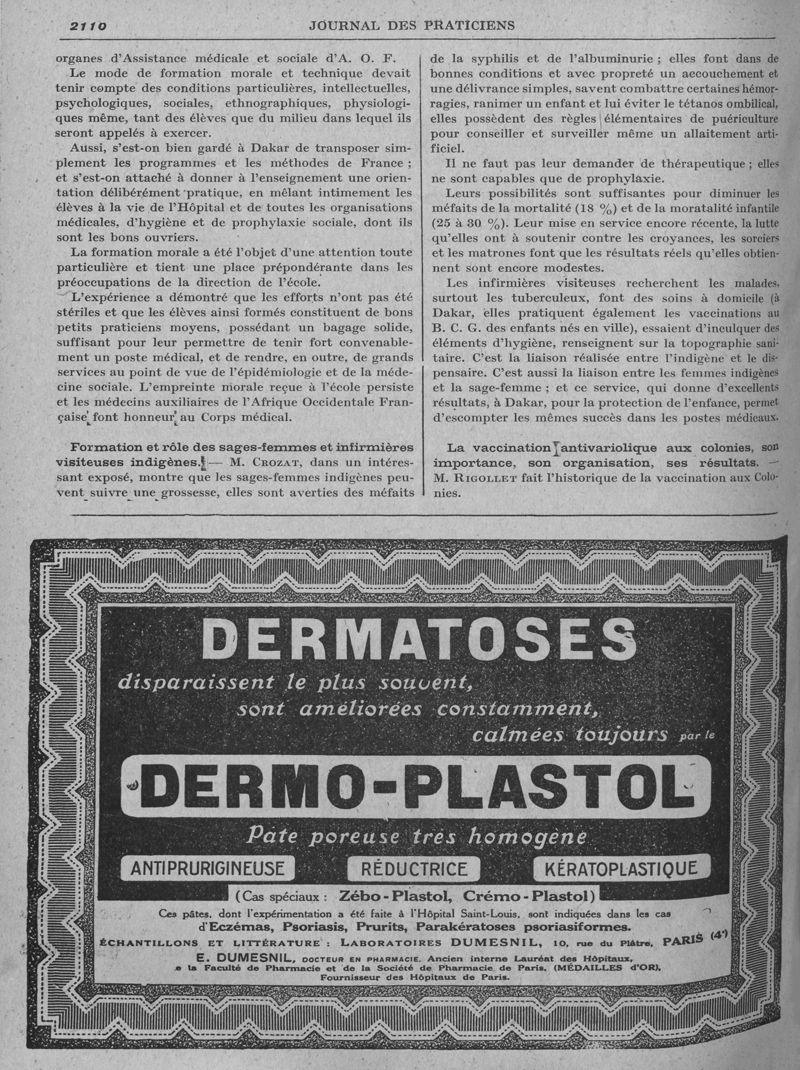 2110
JOURNAL DES PRATICIENS
organes d'Assistance médicale et sociale d'A. O. F.
Le mode de formation morale et technique devait
tenir compte des conditions particulières, intellectuelles,
psychologiques, sociales, ethnographiques, physiologi-
ques même, tant des élèves que du milieu dans lequel ils
seront appelés à exercer.
Aussi, s'est-on bien gardé à Dakar de transposer sim-
plement les programmes et les méthodes de France ;
et s'est-on attaché à donner à l'enseignement une orien-
tation délibérément pratique, en mêlant intimement les
élèves à la vie de l'Hôpital et de toutes les organisations
médicales, d'hygiène et de prophylaxie sociale, dont ils
sont les bons ouvriers.
La formation morale a été l'objet d'une attention toute
particulière et tient une place prépondérante dans les
préoccupations de la direction de l'école.
L'expérience a démontré que les efforts n'ont pas été
stériles et que les élèves ainsi formés constituent de bons
petits praticiens moyens, possédant un bagage solide,
suffisant pour leur permettre de tenir fort convenable-
ment un poste médical, et de rendre, en outre, de grands
services au point de vue de l'épidémiologie et de la méde-
cine sociale. L'empreinte morale reçue à l'école persiste
et les médecins auxiliaires de l'Afrique Occidentale Fran-
çaise font honneur au Corps médical.
Formation et rôle des sages-femmes et infirmières
visiteuses indigènes. — M. CROZAT, dans un intéres-
sant exposé, montre que les sages-femmes indigènes peu-
vent suivre une grossesse, elles sont averties des méfaits
de la syphilis et de l'albuminurie ; elles font dans de
bonnes conditions et avec propreté un accouchement et
une délivrance simples, savent combattre certaines hémor-
ragies, ranimer un enfant et lui éviter le tétanos ombilical,
elles possèdent des règles élémentaires de puériculture
pour conseiller et surveiller même un allaitement arti-
ficiel.
Il ne faut pas leur demander de thérapeutique ; elles
ne sont capables que de prophylaxie.
Leurs possibilités sont suffisantes pour diminuer les
méfaits de la mortalité (18 %) et de la moratalité infantile
(25 à 30 %). Leur mise en service encore récente, la lutte
qu'elles ont à soutenir contre les croyances, les sorciers
et les matrones font que les résultats réels qu'elles obtien-
nent sont encore modestes.
Les infirmières visiteuses recherchent les malades,
surtout les tuberculeux, font des soins à domicile (à
Dakar, elles pratiquent également les vaccinations au
B. C. G. des enfants nés en ville), essaient d'inculquer des
éléments d'hygiène, renseignent sur la topographie sani-
taire. C'est la liaison réalisée entre l'indigène et le dis-
pensaire. C'est aussi la liaison entre les femmes indigènes
et la sage-femme ; et ce service, qui donne d'excellents
résultats, à Dakar, pour la protection de l'enfance, permet
d'escompter les mêmes succès dans les postes médicaux.
La vaccination antivariolique aux colonies, son
importance, son organisation, ses résultats. —
M. RIGOLLET fait l'historique de la vaccination aux Colo-
nies.
DERMATOSES
disparaissent le plus souvent,
sont améliorées constamment,
calmées toujours par le
DERMO-PLASTOL
Pâte poreuse très homogène
ANTIPRURIGINEUSE RÉDUCTRICE KÉRATOPLASTIQUE
(Cas spéciaux : Zébo-Plastol, Crémo-Plastol)
Ces pâtes, dont l'expérimentation a été faite à l'Hôpital Saint-Louis, sont indiquées dans les cas
d'Eczémas, Psoriasis, Prurits, Parakératoses psoriasiformes.
ÉCHANTILLONS ET LITTÉRATURE : LABORATOIRES DUMESNIL, 10, rue du Plâtre, PARIS (4e)
E. DUMESNIL, DOCTEUR EN PHARMACIE, Ancien interne Lauréat des Hôpitaux,
e la Faculté de Pharmacie et de la Société de Pharmacie de Paris, (MÉDAILLES d'OR),
Fournisseur des Hôpitaux de Paris.